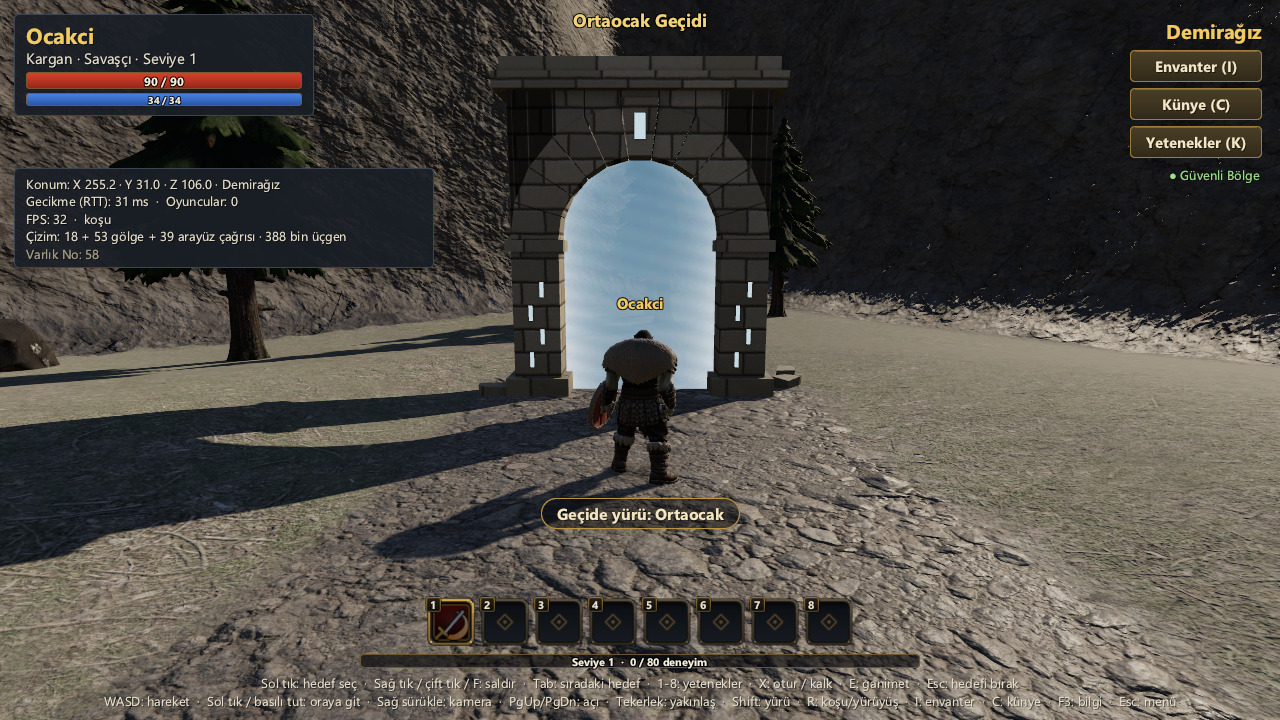 Ocakci
Kargan · Savaşçı · Seviye 1
90 / 90
34 / 34
Ortaocak Geçidi
Demirağız
Envanter (I)
Künye (C)
Yetenekler (K)
● Güvenli Bölge
Konum: X 255.2 · Y 31.0 · Z 106.0 · Demirağız
Gecikme (RTT): 31 ms · Oyuncular: 0
FPS: 32 · koşu
Çizim: 18 + 53 gölge + 39 arayüz çağrısı · 388 bin üçgen
Varlık No: 58
Ocakci
Geçide yürü: Ortaocak
1 2 3 4 5 6 7 8
Seviye 1 · 0 / 80 deneyim
Sol tık: hedef seç · Sağ tık / çift tık / F: saldır · Tab: sıradaki hedef · 1-8: yetenekler · X: otur / kalk · E: ganimet · Esc: hedefi bırak
WASD: hareket · Sol tık / basılı tut: oraya git · Sağ sürükle: kamera · PgUp/PgDn: açı · Tekerlek: yakınlaş · Shift: yürü · R: koşu/yürüyüş · I: envanter · C: künye · F3: bilgi · Esc: menü